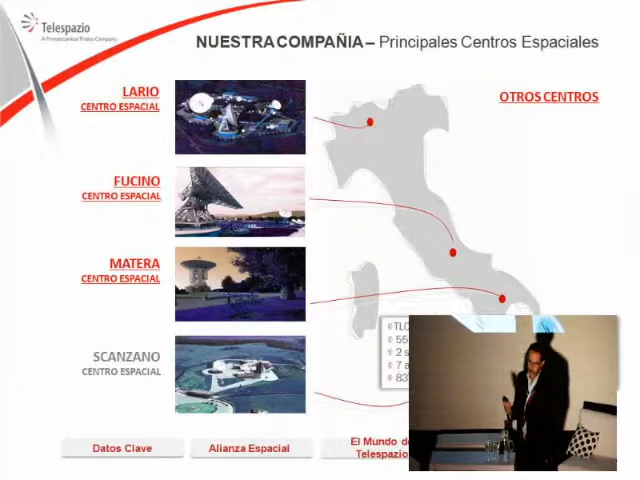 Telespazio
A Finmeccanica/Thales Company
NUESTRA COMPAÑIA – Principales Centros Espaciales
LARIO
CENTRO ESPACIAL
OTROS CENTROS
FUCINO
CENTRO ESPACIAL
MATERA
CENTRO ESPACIAL
SCANZANO
CENTRO ESPACIAL
Datos Clave
Alianza Espacial
El Mundo de
Telespazio